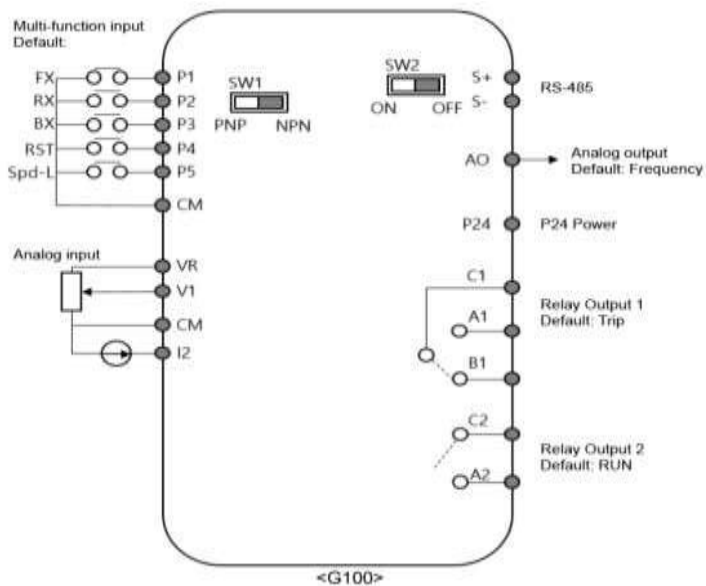 Multi-function input
Default:
FX
P1
RX
P2
BX
P3
RST
P4
Spd-L
P5
CM
SW1
PNP
NPN
SW2
ON
OFF
S+
S-
RS-485
AO
Analog output
Default: Frequency
P24
P24 Power
Analog input
VR
V1
CM
I2
C1
A1
B1
Relay Output 1
Default: Trip
C2
A2
Relay Output 2
Default: RUN
<G100>